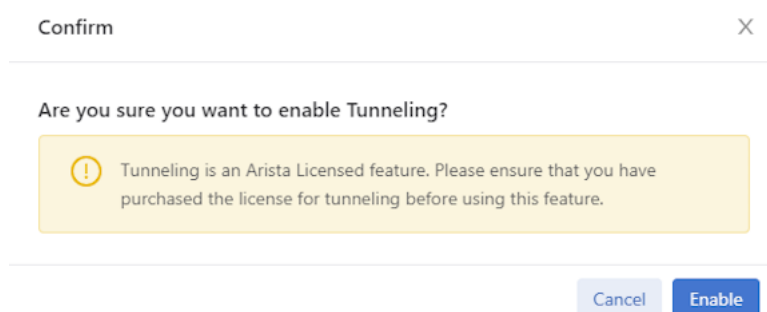 Confirm
Are you sure you want to enable Tunneling?
Tunneling is an Arista Licensed feature. Please ensure that you have
purchased the license for tunneling before using this feature.
Cancel Enable